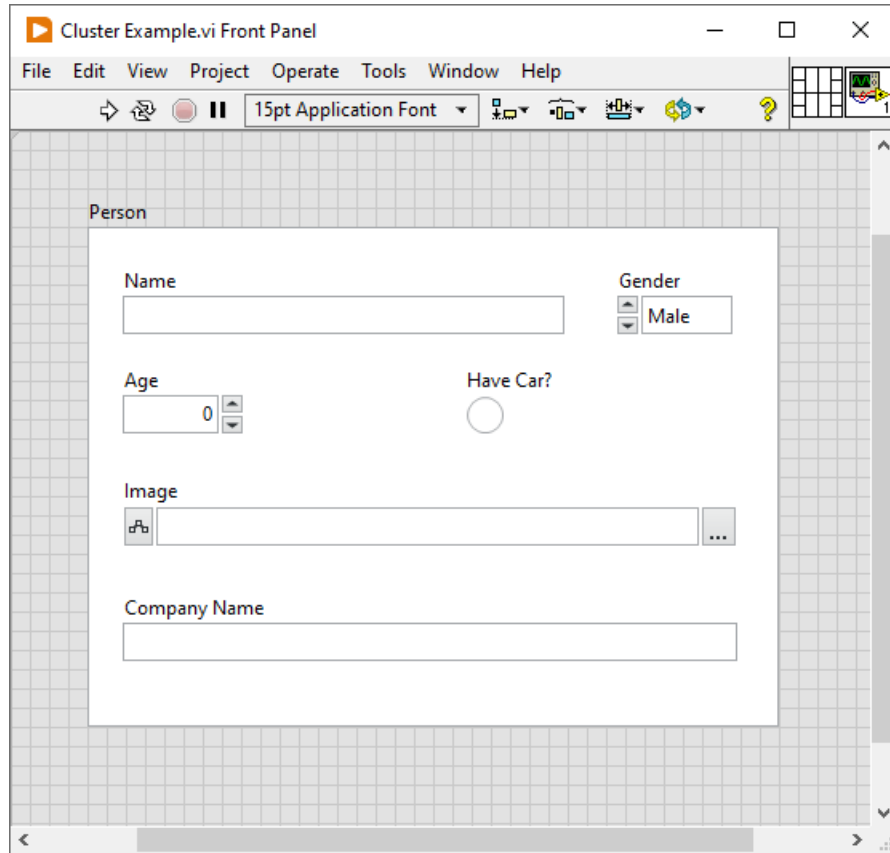 Cluster Example.vi Front Panel
File Edit View Project Operate Tools Window Help
15pt Application Font
1
Person
Name Gender
Male
Age Have Car?
0
Image
...
Company Name